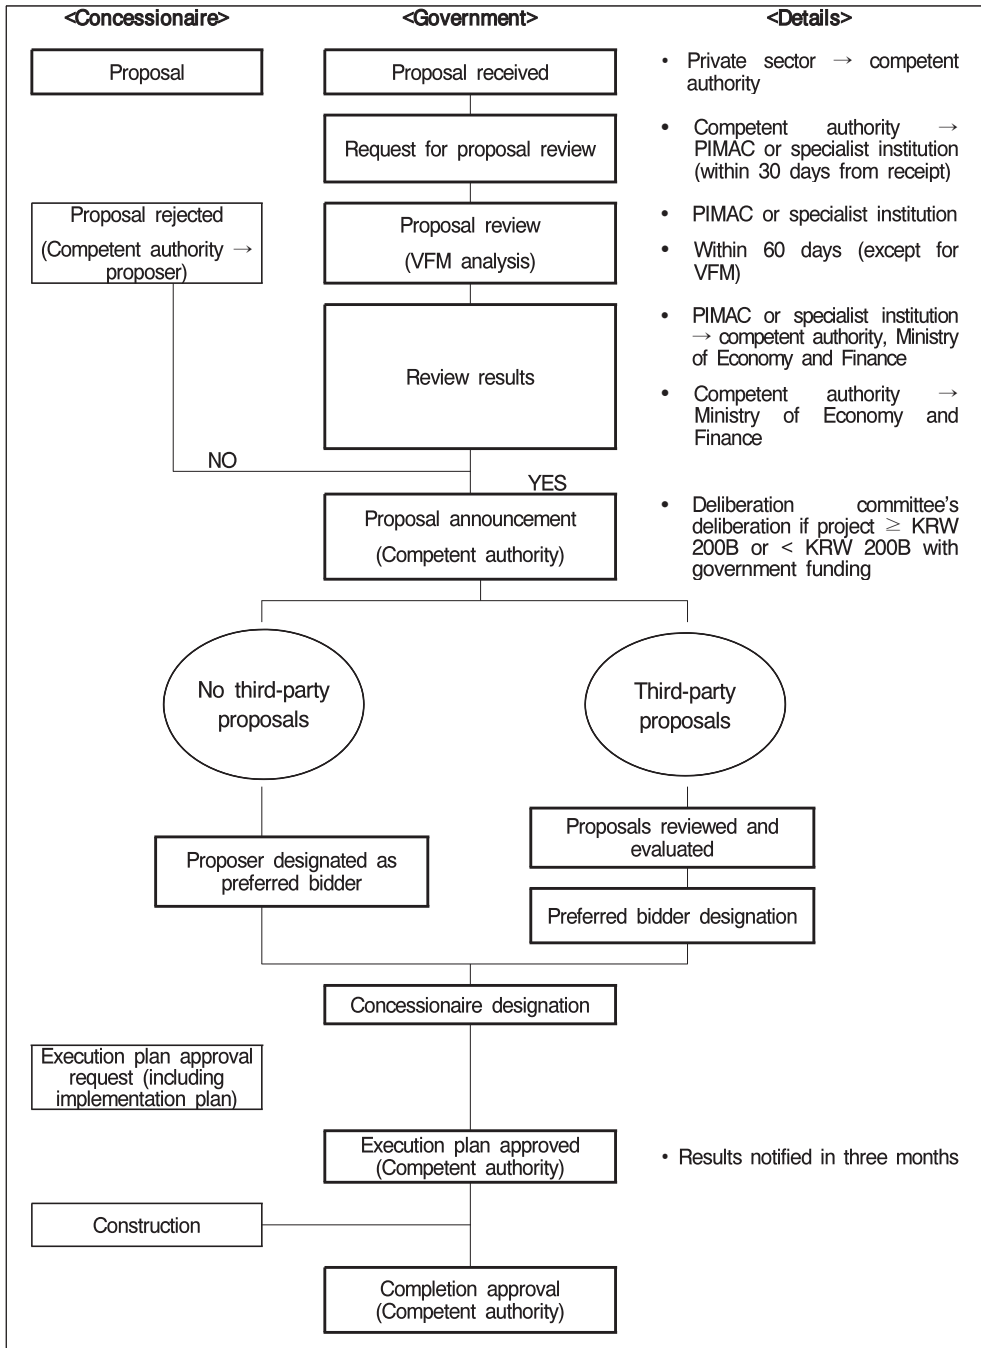 <Concessionaire>
<Government>
<Details>
Proposal
Proposal received
• Private sector → competent
authority
Request for proposal review
• Competent authority →
PIMAC or specialist institution
(within 30 days from receipt)
Proposal rejected
(Competent authority →
proposer)
Proposal review
(VFM analysis)
• PIMAC or specialist institution
• Within 60 days (except for
VFM)
Review results
• PIMAC or specialist institution
→ competent authority, Ministry
of Economy and Finance
• Competent authority →
Ministry of Economy and
Finance
NO
YES
Proposal announcement
(Competent authority)
• Deliberation committee's
deliberation if project ≥ KRW
200B or < KRW 200B with
government funding
No third-party
proposals
Third-party
proposals
Proposer designated as
preferred bidder
Proposals reviewed and
evaluated
Preferred bidder designation
Concessionaire designation
Execution plan approval
request (including
implementation plan)
Execution plan approved
(Competent authority)
• Results notified in three months
Construction
Completion approval
(Competent authority)